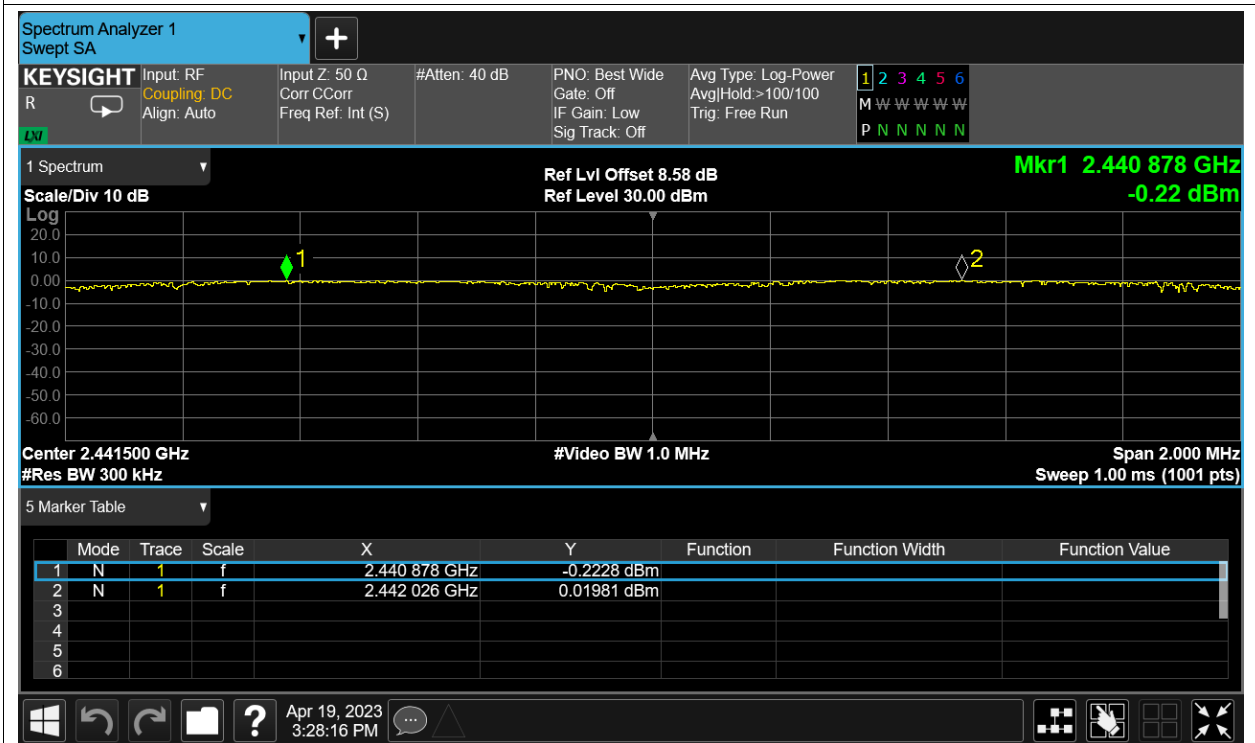 Spectrum Analyzer 1
Swept SA
KEYSIGHT
R
LXI
Input: RF
Coupling: DC
Align: Auto
Input Z: 50 Ω
Corr CCorr
Freq Ref: Int (S)
#Atten: 40 dB
PNO: Best Wide
Gate: Off
IF Gain: Low
Sig Track: Off
Avg Type: Log-Power
Avg|Hold:>100/100
Trig: Free Run
1 2 3 4 5 6
M W W W W W
P N N N N N
1 Spectrum
Scale/Div 10 dB
Ref Lvl Offset 8.58 dB
Ref Level 30.00 dBm
Mkr1 2.440 878 GHz
-0.22 dBm
Log
20.0
10.0
0.00
-10.0
-20.0
-30.0
-40.0
-50.0
-60.0
1
2
Center 2.441500 GHz
#Res BW 300 kHz
#Video BW 1.0 MHz
Span 2.000 MHz
Sweep 1.00 ms (1001 pts)
5 Marker Table
Mode Trace Scale X Y Function Function Width Function Value
1 N 1 f 2.440 878 GHz -0.2228 dBm
2 N 1 f 2.442 026 GHz 0.01981 dBm
3
4
5
6
?
Apr 19, 2023
3:28:16 PM